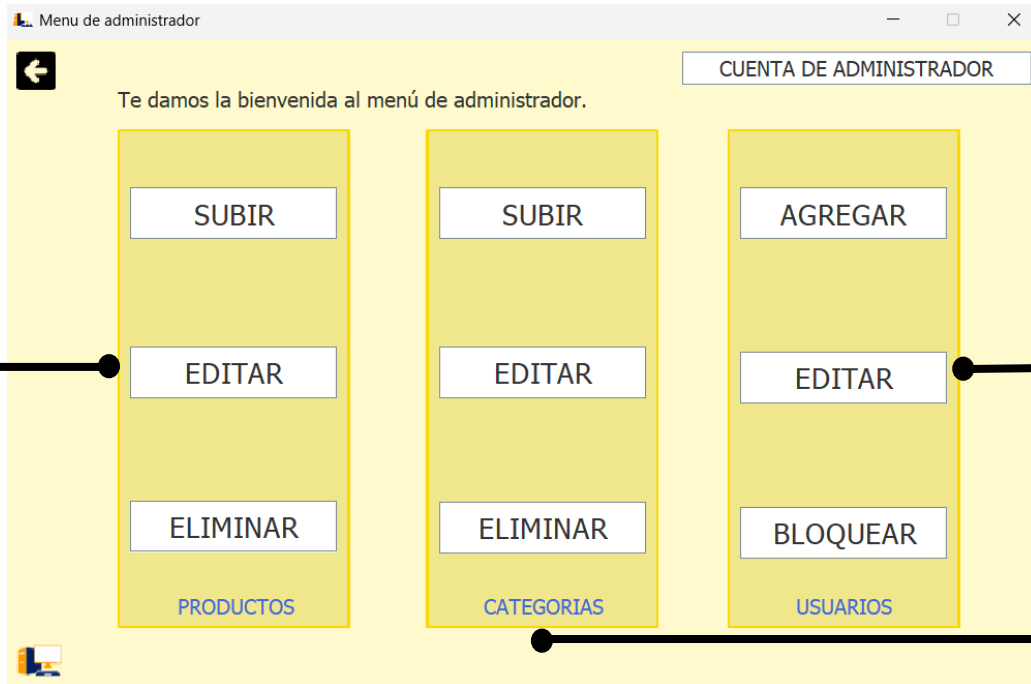 Menu de administrador
CUENTA DE ADMINISTRADOR
Te damos la bienvenida al menú de administrador.
SUBIR
EDITAR
ELIMINAR
PRODUCTOS
SUBIR
EDITAR
ELIMINAR
CATEGORIAS
AGREGAR
EDITAR
BLOQUEAR
USUARIOS